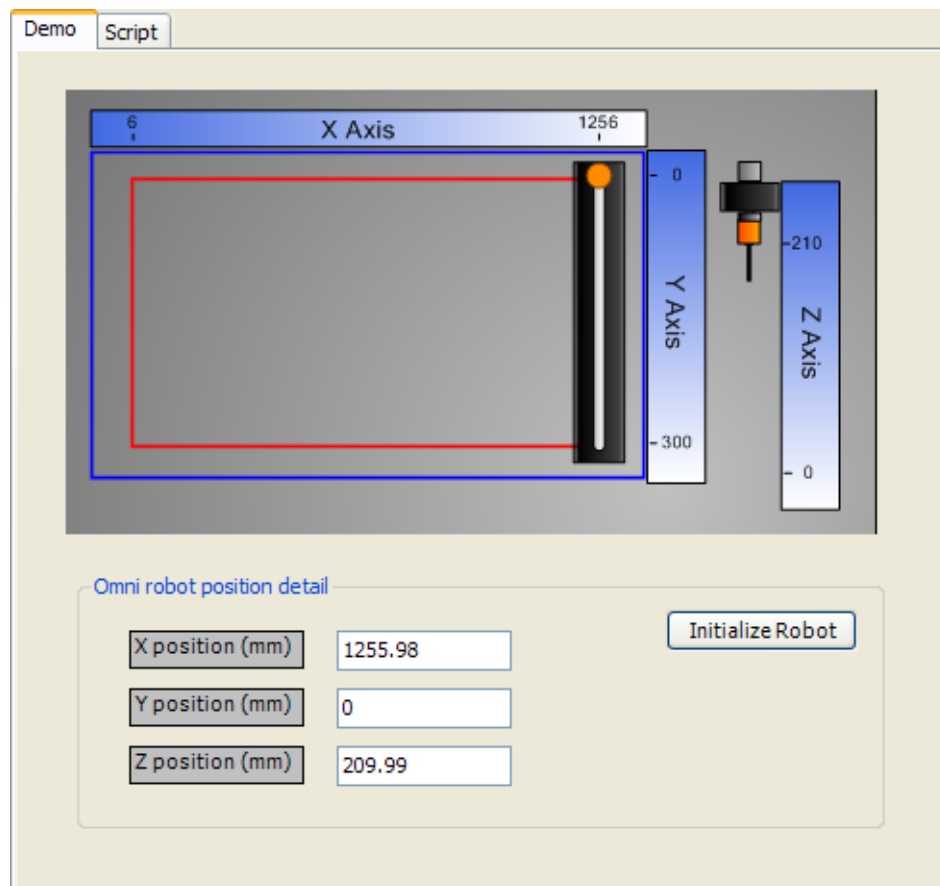 Demo
Script
6
X Axis
1256
0
Y Axis
300
210
Z Axis
0
Omni robot position detail
Initialize Robot
X position (mm)
1255.98
Y position (mm)
0
Z position (mm)
209.99